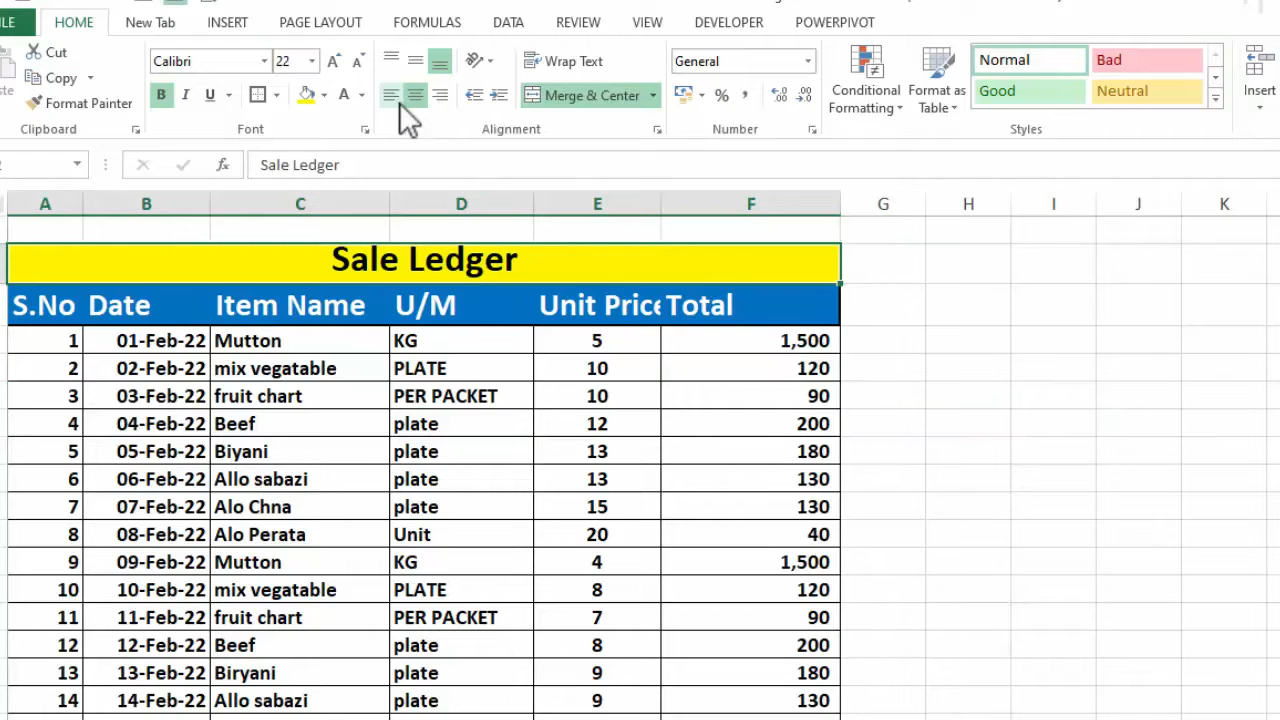 FILE HOME New Tab INSERT PAGE LAYOUT FORMULAS DATA REVIEW VIEW DEVELOPER POWERPIVOT
Cut
Copy
Format Painter
Clipboard
Calibri 22
B I U A
Font
Wrap Text
Merge & Center
Alignment
General
% ,
Number
Conditional Formatting
Format as Table
Normal Bad
Good Neutral
Styles
Insert
fx Sale Ledger
A B C D E F G H I J K
Sale Ledger
S.No Date Item Name U/M Unit Price Total
1 01-Feb-22 Mutton KG 5 1,500
2 02-Feb-22 mix vegatable PLATE 10 120
3 03-Feb-22 fruit chart PER PACKET 10 90
4 04-Feb-22 Beef plate 12 200
5 05-Feb-22 Biyani plate 13 180
6 06-Feb-22 Allo sabazi plate 13 130
7 07-Feb-22 Alo Chna plate 15 130
8 08-Feb-22 Alo Perata Unit 20 40
9 09-Feb-22 Mutton KG 4 1,500
10 10-Feb-22 mix vegatable PLATE 8 120
11 11-Feb-22 fruit chart PER PACKET 7 90
12 12-Feb-22 Beef plate 8 200
13 13-Feb-22 Biryani plate 9 180
14 14-Feb-22 Allo sabazi plate 9 130